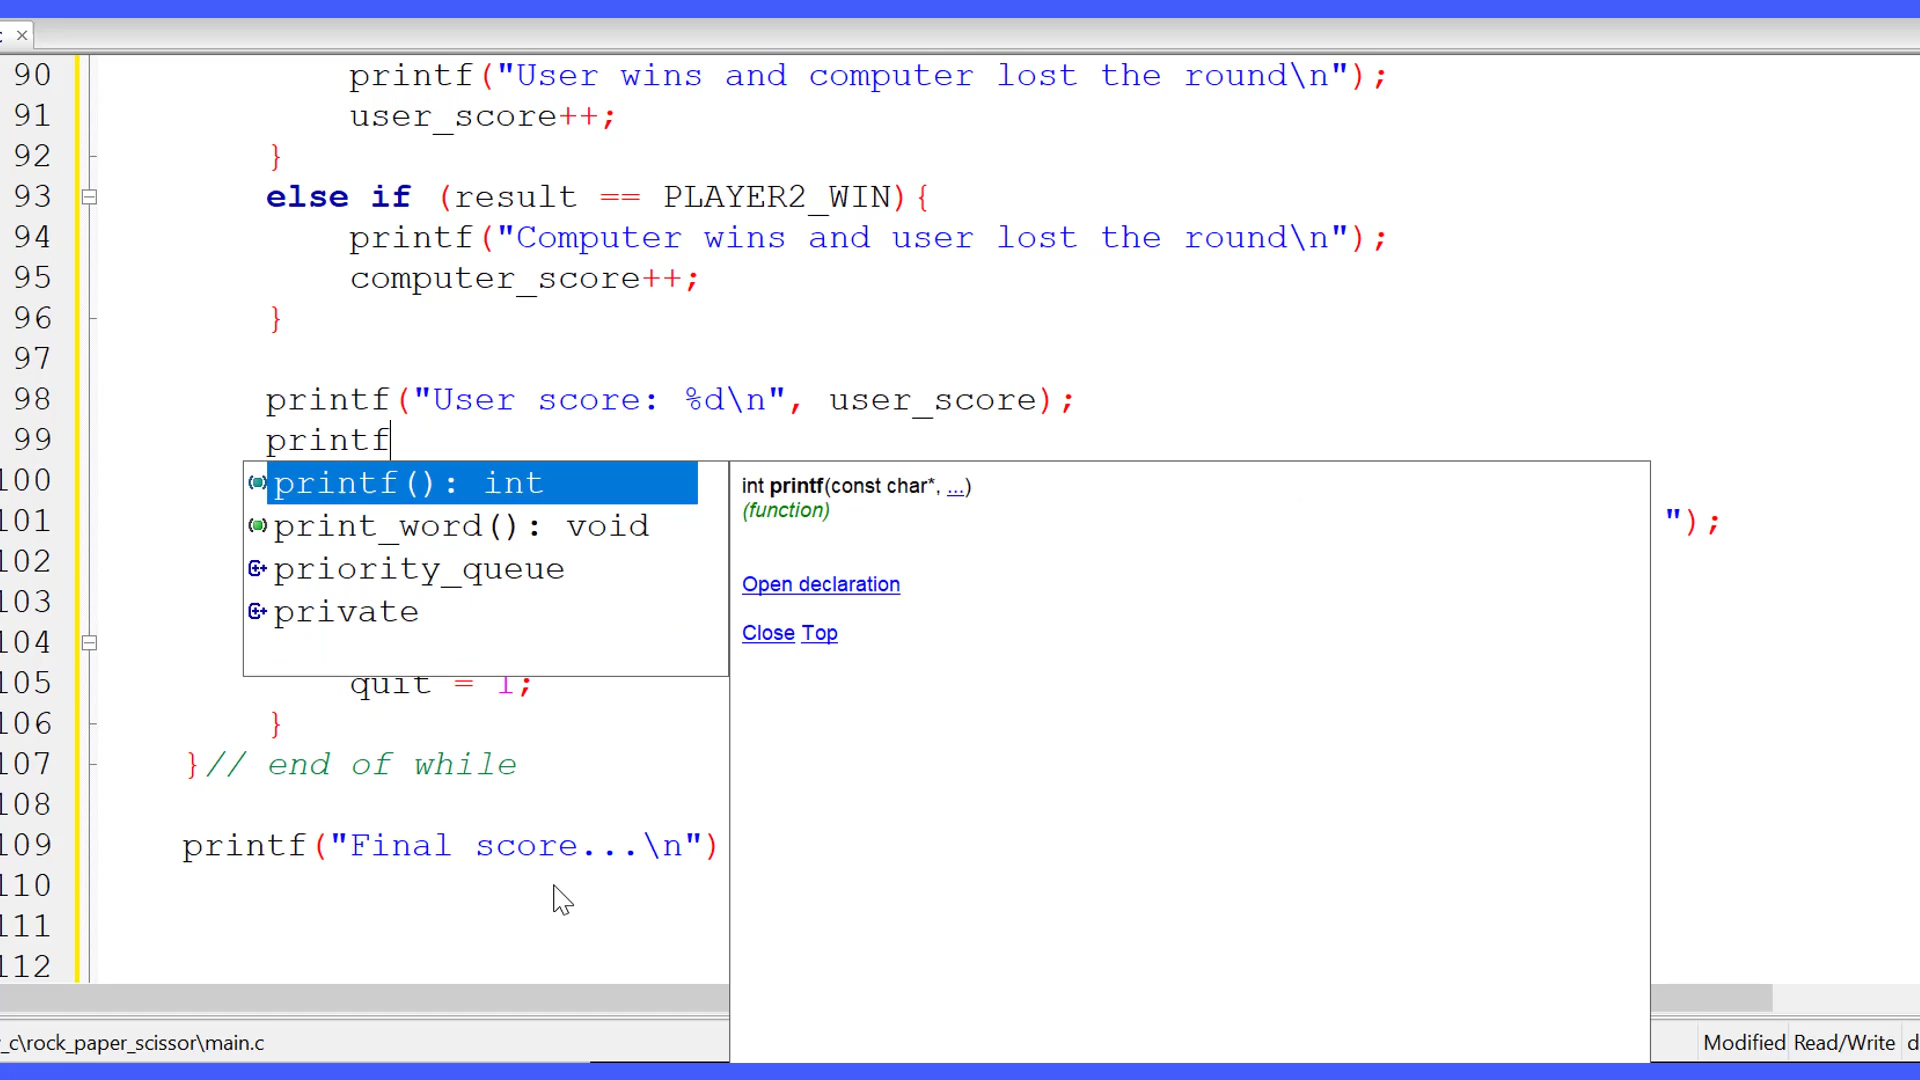 c ×
90 printf("User wins and computer lost the round\n");
91 user_score++;
92 }
93 else if (result == PLAYER2_WIN){
94 printf("Computer wins and user lost the round\n");
95 computer_score++;
96 }
97
98 printf("User score: %d\n", user_score);
99 printf
100 printf(): int
int printf(const char*, ...)
(function)
101 print_word(): void
");
102 priority_queue
Open declaration
103 private
Close Top
104
105 quit = 1;
106 }
107 }// end of while
108
109 printf("Final score...\n")
110
111
112
_c\rock_paper_scissor\main.c
Modified Read/Write d